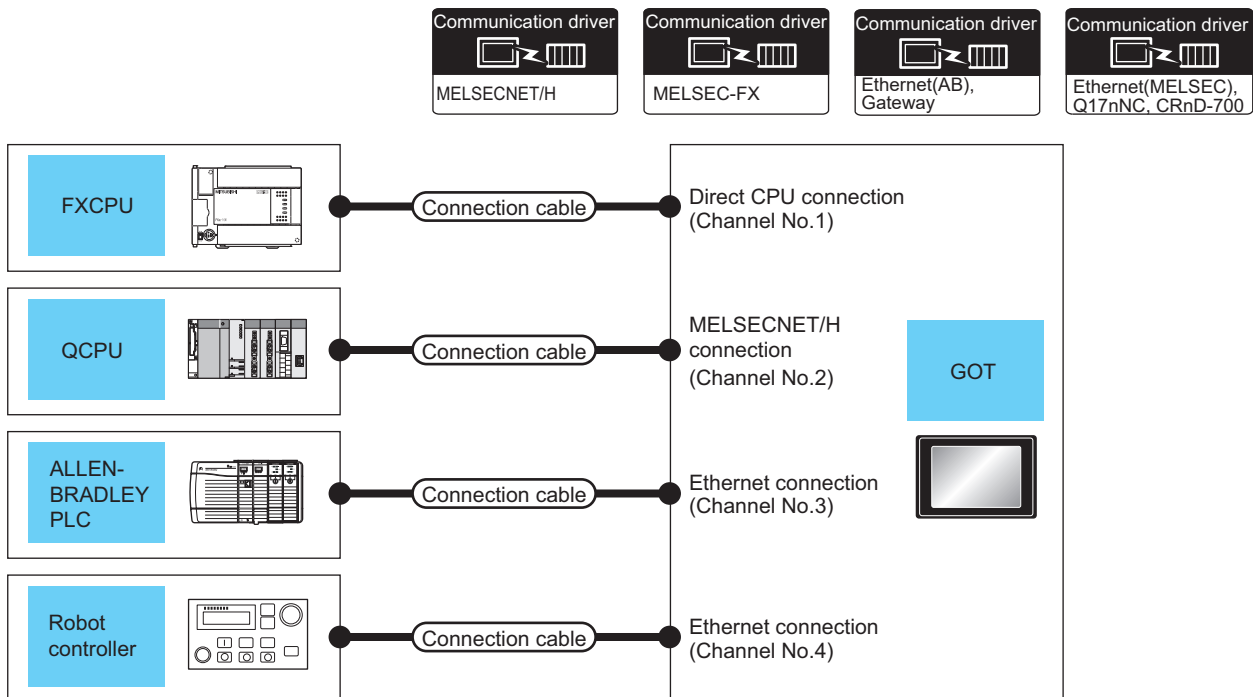 Communication driver
MELSECNET/H
Communication driver
MELSEC-FX
Communication driver
Ethernet(AB),
Gateway
Communication driver
Ethernet(MELSEC),
Q17nNC, CRnD-700
FXCPU
Connection cable
Direct CPU connection
(Channel No.1)
QCPU
Connection cable
MELSECNET/H
connection
(Channel No.2)
GOT
ALLEN-
BRADLEY
PLC
Connection cable
Ethernet connection
(Channel No.3)
Robot
controller
Connection cable
Ethernet connection
(Channel No.4)